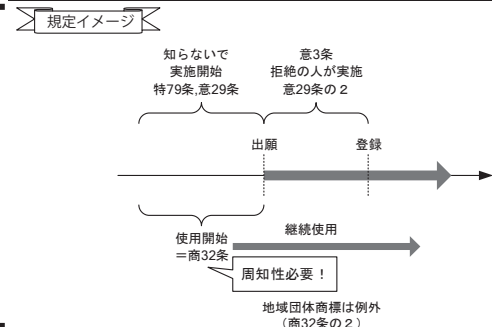 規定イメージ
知らないで
実施開始
特79条,意29条
意3条
拒絶の人が実施
意29条の2
出願
登録
使用開始
=商32条
継続使用
周知性必要!
地域団体商標は例外
(商32条の2)